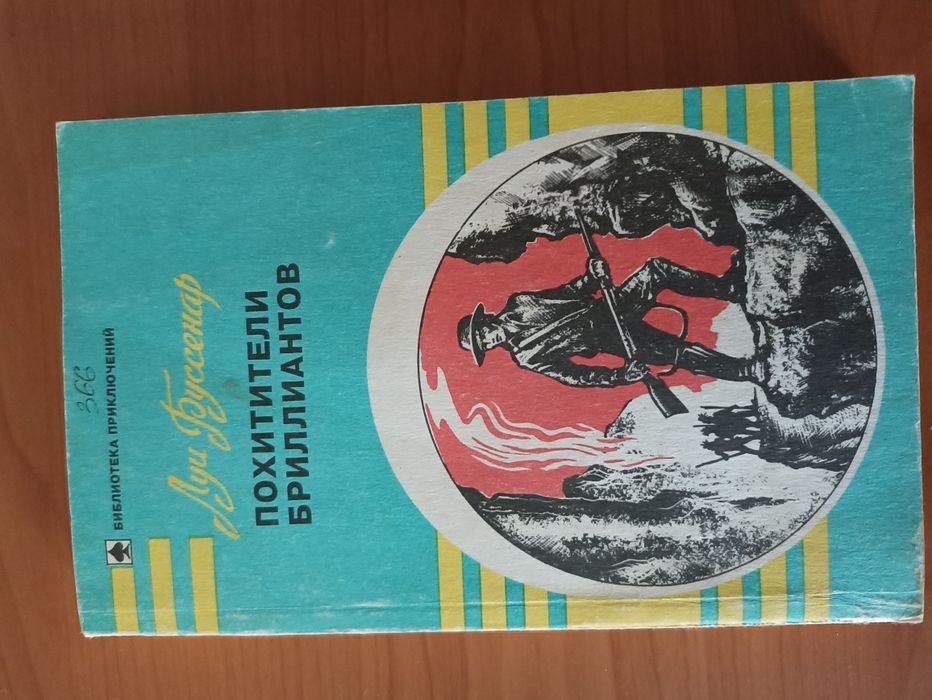 366
БИБЛИОТЕКА ПРИКЛЮЧЕНИЙ
Луи Буссенар
ПОХИТИТЕЛИ
БРИЛЛИАНТОВ